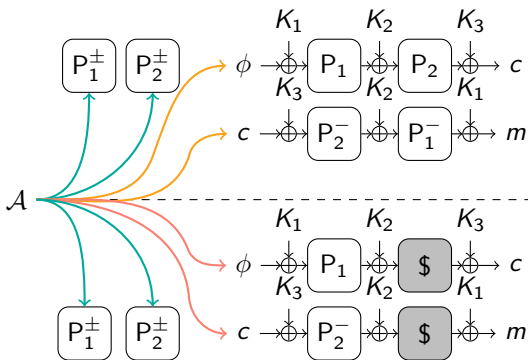 K₁ K₂ K₃
P₁± P₂± ϕ P₁ P₂ c
K₃ K₂ K₁
c P₂⁻ P₁⁻ m
𝒜
K₁ K₂ K₃
ϕ P₁ $ c
K₃ K₂ K₁
P₁± P₂± c P₂⁻ $ m